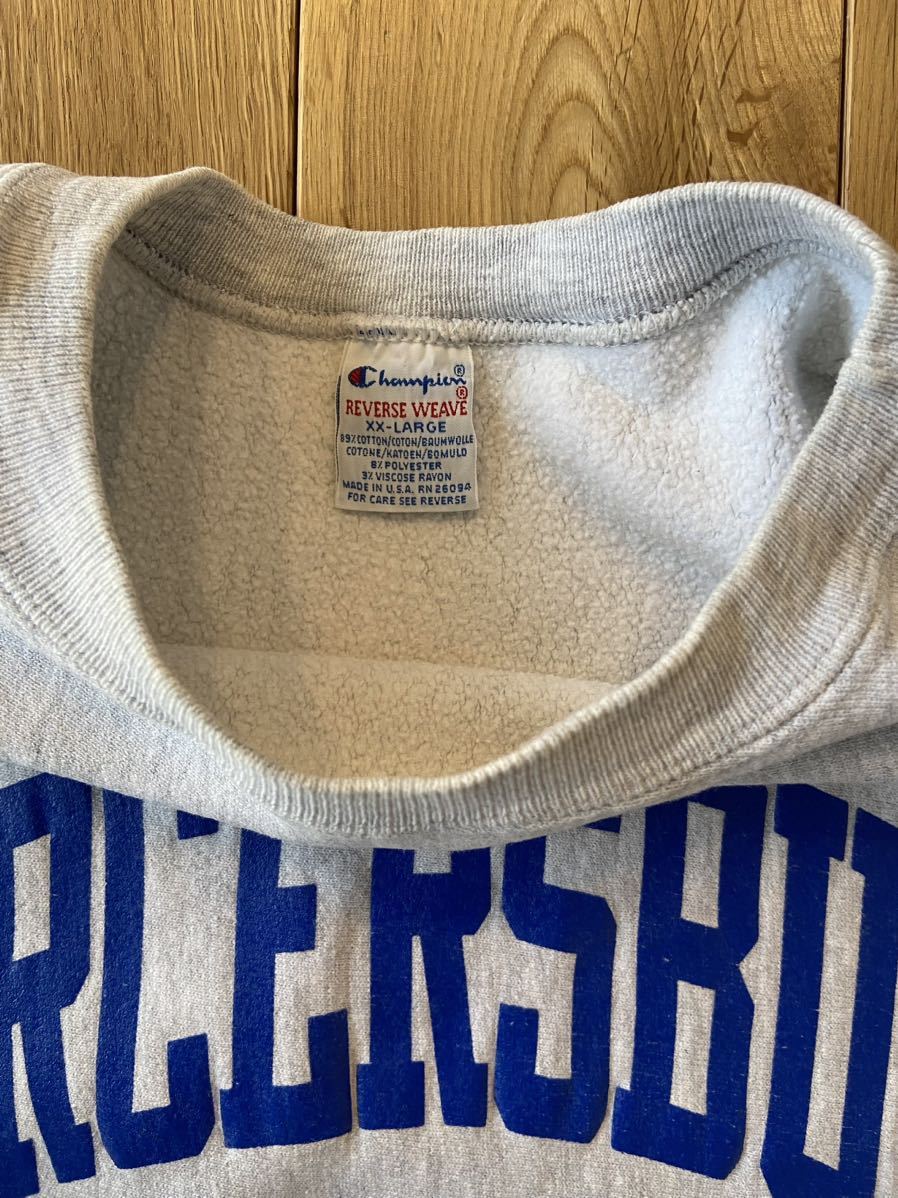 Champion®
REVERSE WEAVE®
XX-LARGE
89% COTTON/COTON/BAUMWOLLE
COTONE/KATOEN/BOMULD
8% POLYESTER
3% VISCOSE RAYON
MADE IN U.S.A. RN 26094
FOR CARE SEE REVERSE
RCERSBU